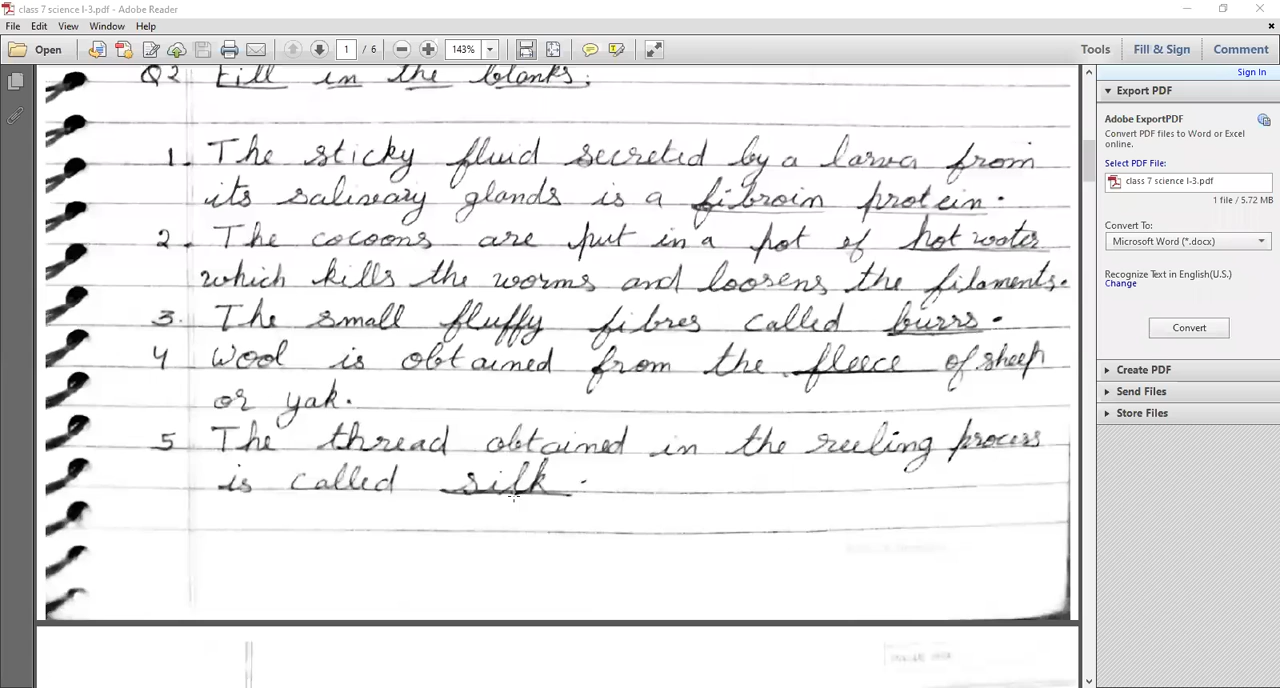 class 7 science I-3.pdf - Adobe Reader
File Edit View Window Help
Open 1 / 6 143% Tools Fill & Sign Comment
Sign In
Export PDF
Adobe ExportPDF
Convert PDF files to Word or Excel
online.
Select PDF File:
class 7 science I-3.pdf
1 file / 5.72 MB
Convert To:
Microsoft Word (*.docx)
Recognize Text in English(U.S.)
Change
Convert
Create PDF
Send Files
Store Files
Q2 Fill in the blanks:
1. The sticky fluid secreted by a larva from
its salineary glands is a fibroin protein.
2. The cocoons are put in a pot of hot water
which kills the worms and loosens the filaments.
3. The small fluffy fibres called burrs.
4 Wool is obtained from the fleece of sheep
or yak.
5 The thread obtained in the reeling process
is called silk.